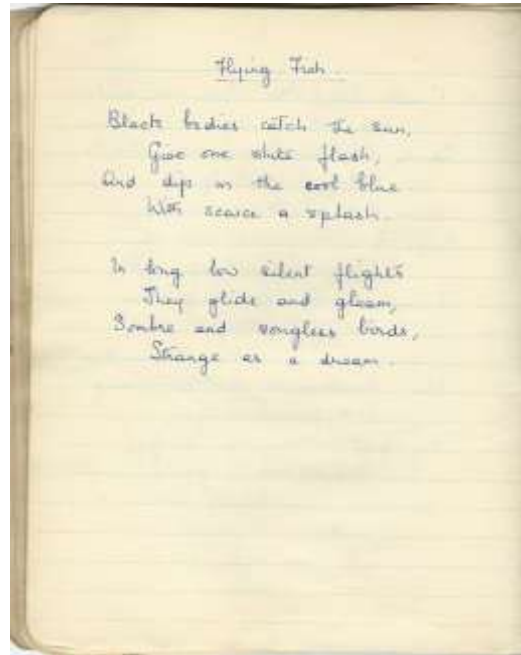 Flying Fish
Black bodies catch the sun,
Give one white flash,
And dip in the cool blue
With scarce a splash.
In long low silent flights
They glide and gleam,
Sombre and songless birds,
Strange as a dream.